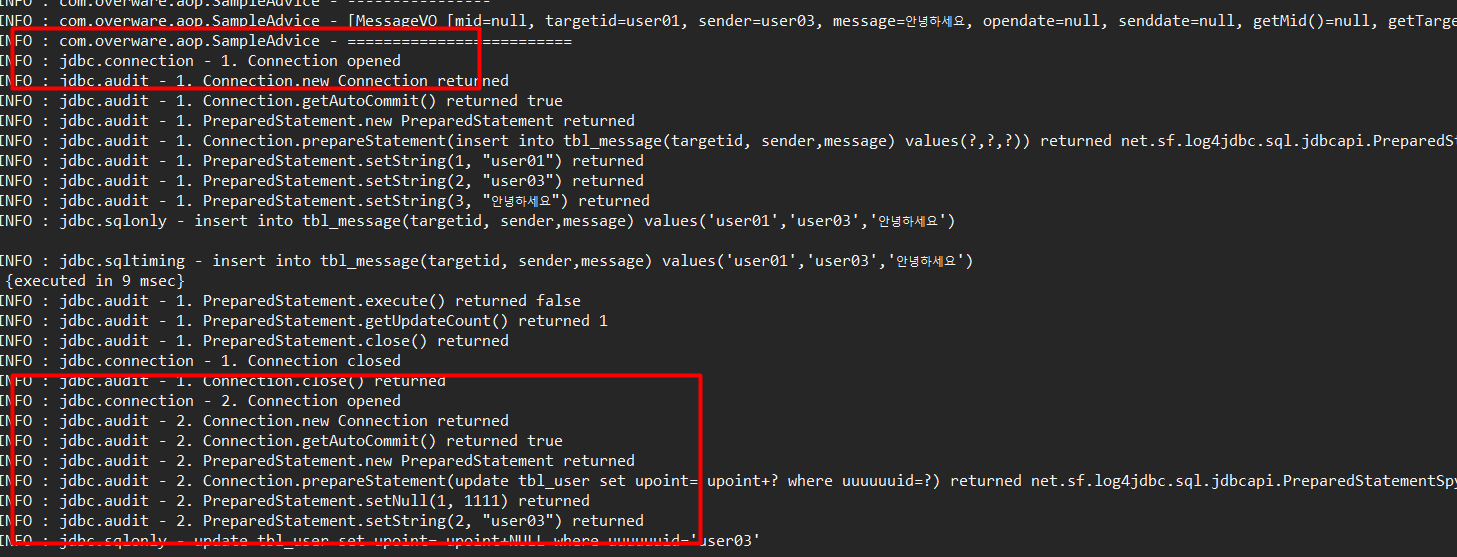 INFO : com.overware.aop.SampleAdvice - ================
INFO : com.overware.aop.SampleAdvice - [MessageVO [mid=null, targetid=user01, sender=user03, message=안녕하세요, opendate=null, senddate=null, getMid()=null, getTarge
INFO : com.overware.aop.SampleAdvice - =========================
INFO : jdbc.connection - 1. Connection opened
INFO : jdbc.audit - 1. Connection.new Connection returned
INFO : jdbc.audit - 1. Connection.getAutoCommit() returned true
INFO : jdbc.audit - 1. PreparedStatement.new PreparedStatement returned
INFO : jdbc.audit - 1. Connection.prepareStatement(insert into tbl_message(targetid, sender,message) values(?,?,?)) returned net.sf.log4jdbc.sql.jdbcapi.PreparedSt
INFO : jdbc.audit - 1. PreparedStatement.setString(1, "user01") returned
INFO : jdbc.audit - 1. PreparedStatement.setString(2, "user03") returned
INFO : jdbc.audit - 1. PreparedStatement.setString(3, "안녕하세요") returned
INFO : jdbc.sqlonly - insert into tbl_message(targetid, sender,message) values('user01','user03','안녕하세요')
INFO : jdbc.sqltiming - insert into tbl_message(targetid, sender,message) values('user01','user03','안녕하세요')
{executed in 9 msec}
INFO : jdbc.audit - 1. PreparedStatement.execute() returned false
INFO : jdbc.audit - 1. PreparedStatement.getUpdateCount() returned 1
INFO : jdbc.audit - 1. PreparedStatement.close() returned
INFO : jdbc.connection - 1. Connection closed
INFO : jdbc.audit - 1. Connection.close() returned
INFO : jdbc.connection - 2. Connection opened
INFO : jdbc.audit - 2. Connection.new Connection returned
INFO : jdbc.audit - 2. Connection.getAutoCommit() returned true
INFO : jdbc.audit - 2. PreparedStatement.new PreparedStatement returned
INFO : jdbc.audit - 2. Connection.prepareStatement(update tbl_user set upoint= upoint+? where uuuuuuid=?) returned net.sf.log4jdbc.sql.jdbcapi.PreparedStatementSpy
INFO : jdbc.audit - 2. PreparedStatement.setNull(1, 1111) returned
INFO : jdbc.audit - 2. PreparedStatement.setString(2, "user03") returned
INFO : jdbc.sqlonly - update tbl_user set upoint= upoint+NULL where uuuuuuid='user03'